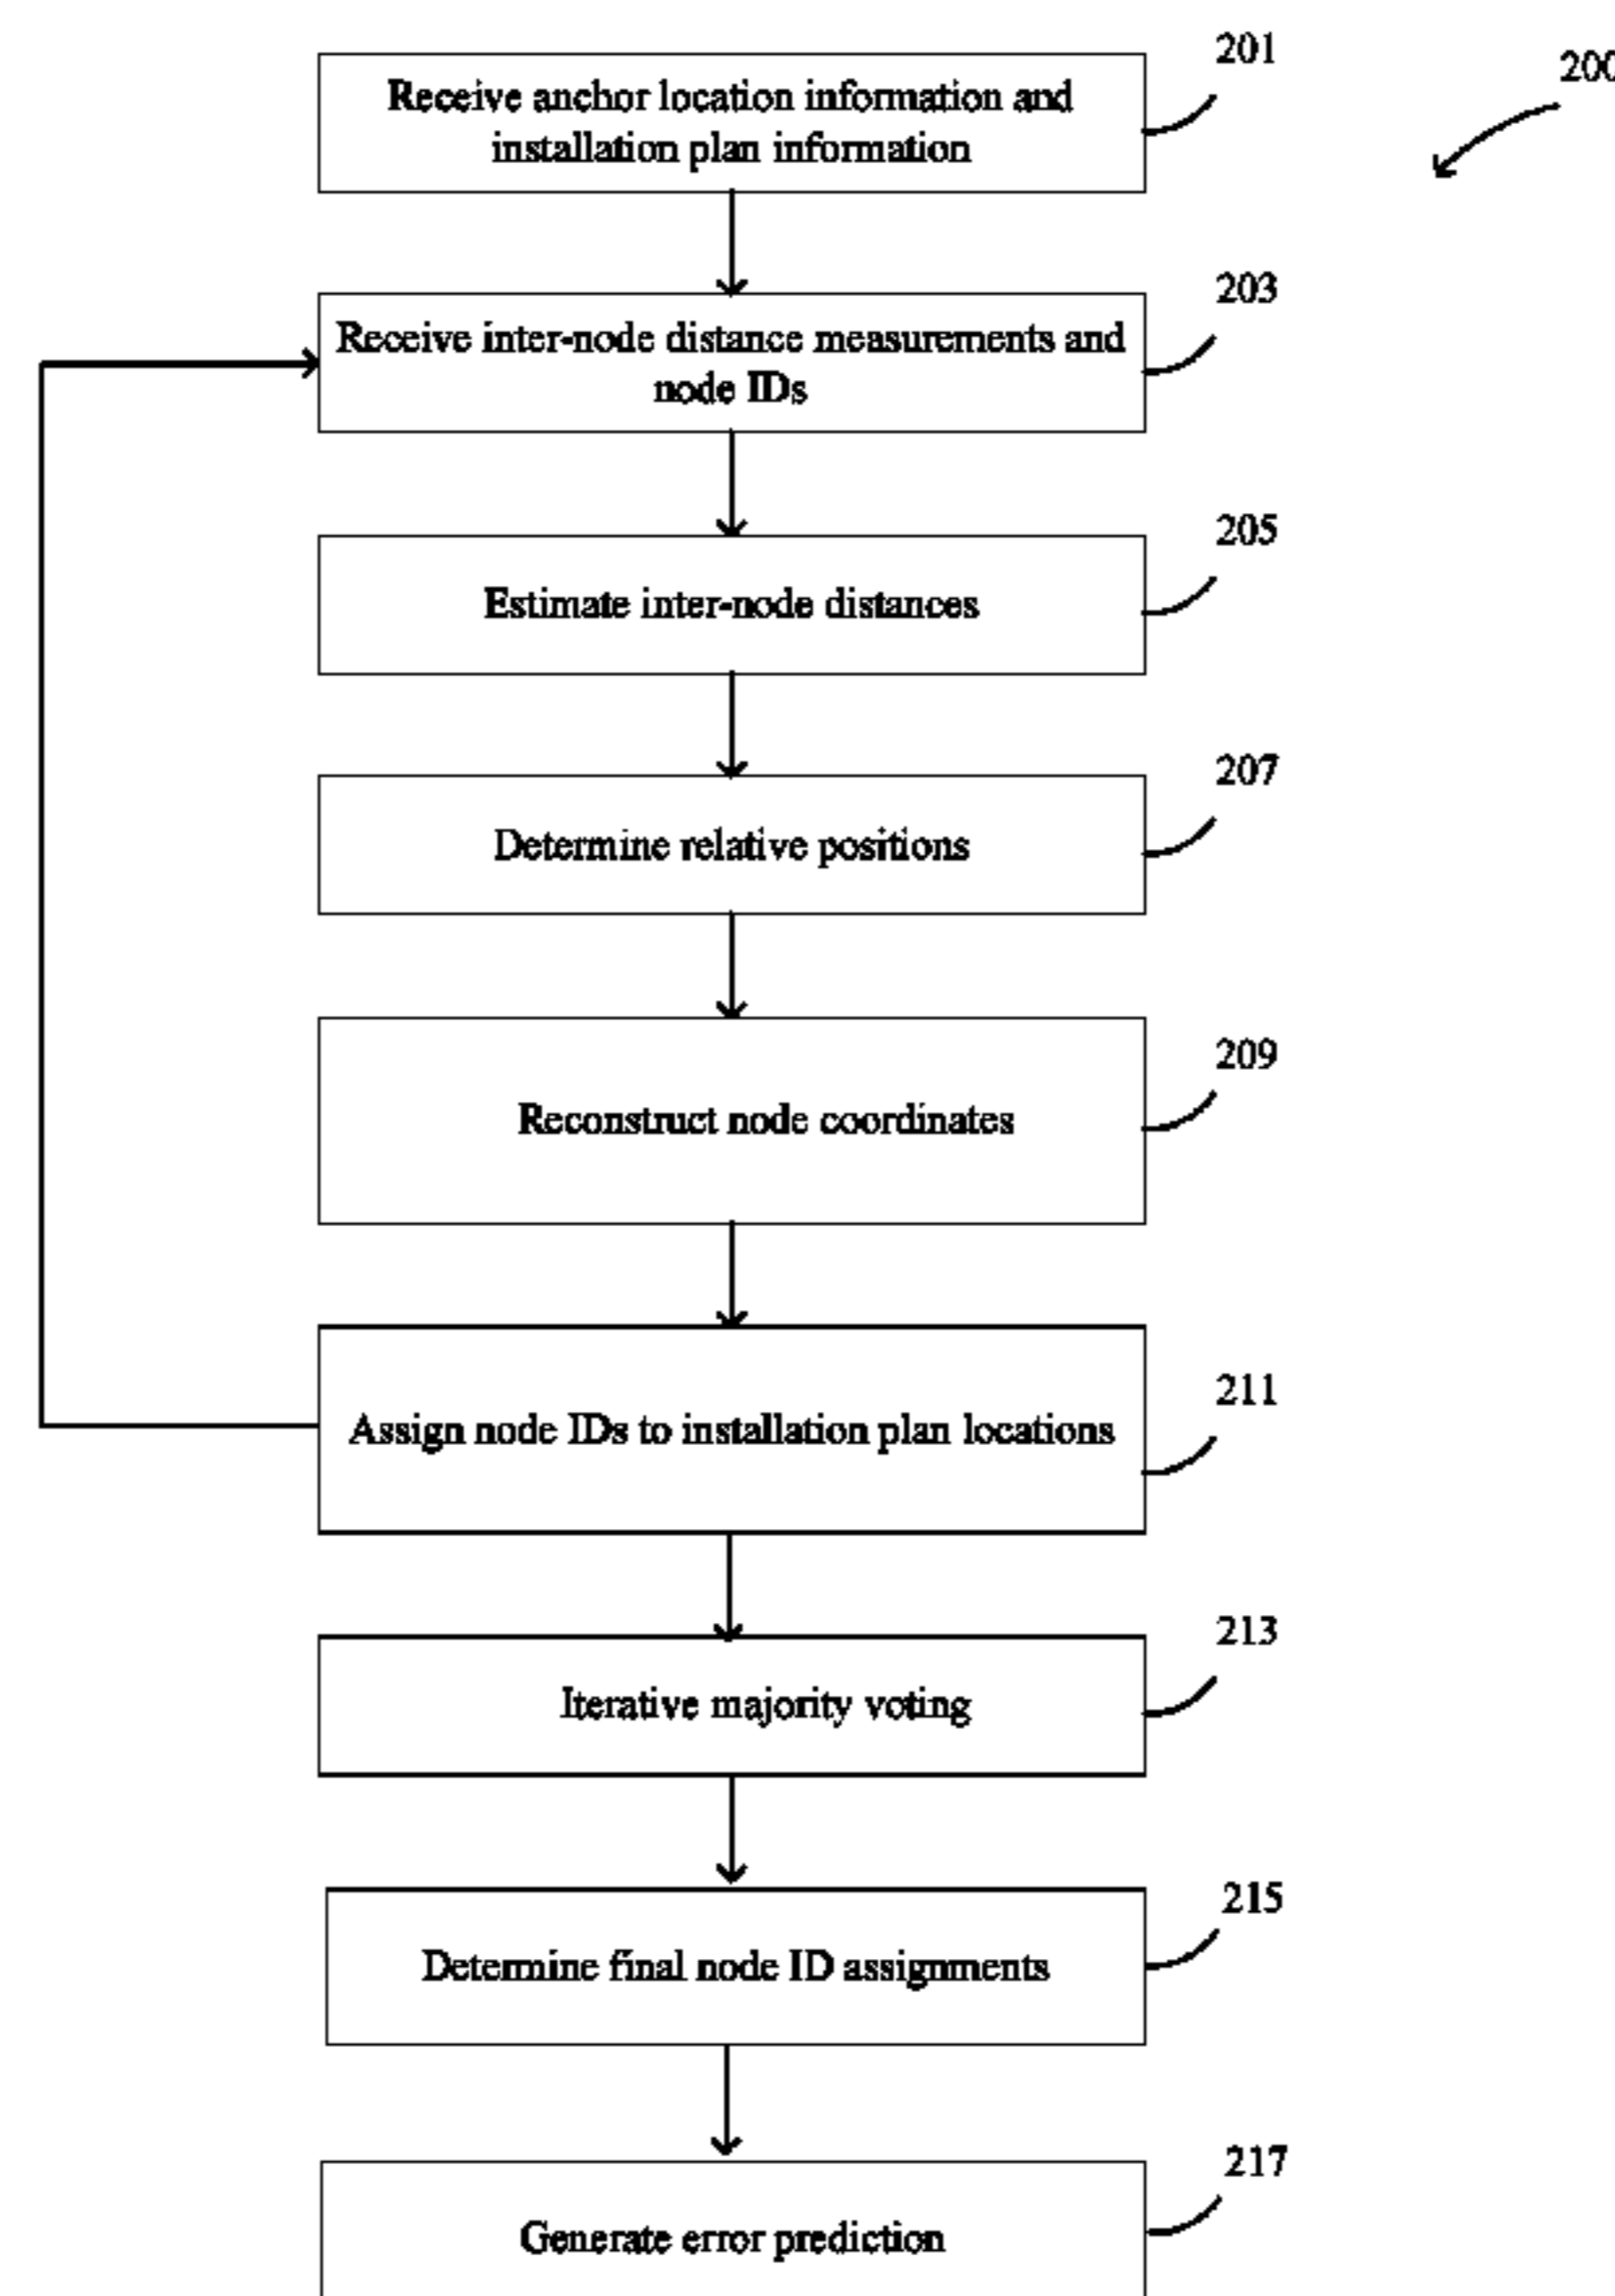 201
200
Receive anchor location information and
installation plan information
203
Receive inter-node distance measurements and
node IDs
205
Estimate inter-node distances
207
Determine relative positions
209
Reconstruct node coordinates
211
Assign node IDs to installation plan locations
213
Iterative majority voting
215
Determine final node ID assignments
217
Generate error prediction